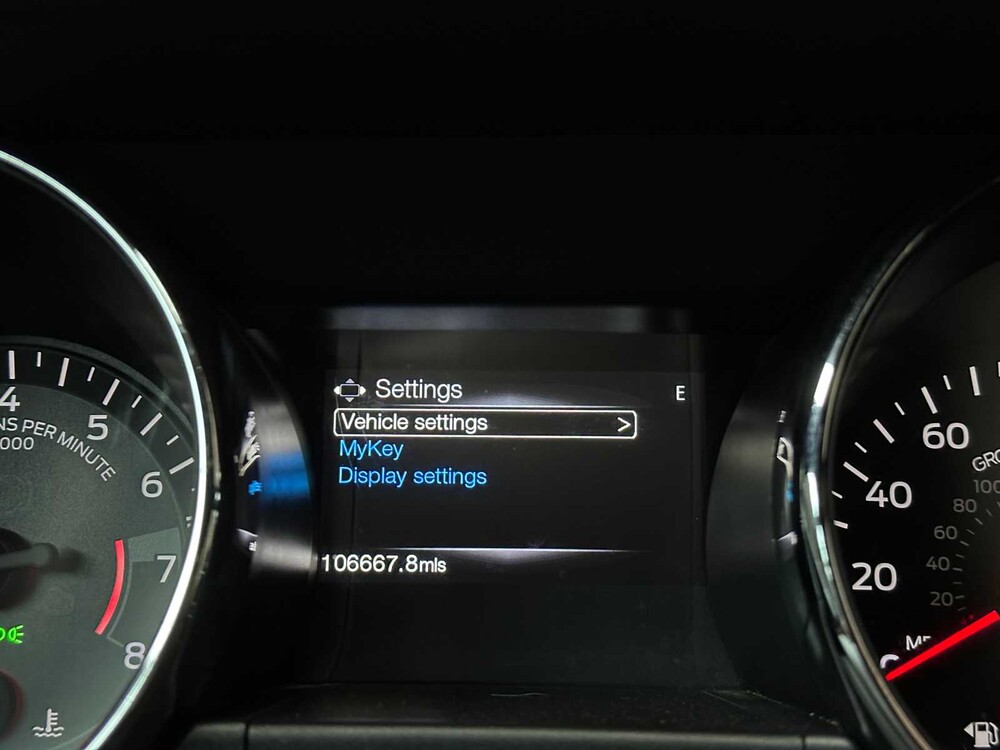 Settings
E
Vehicle settings >
MyKey
Display settings
106667.8mls
4
5
6
7
8
NS PER MINUTE
000
60
40
20
100
80
60
40
20